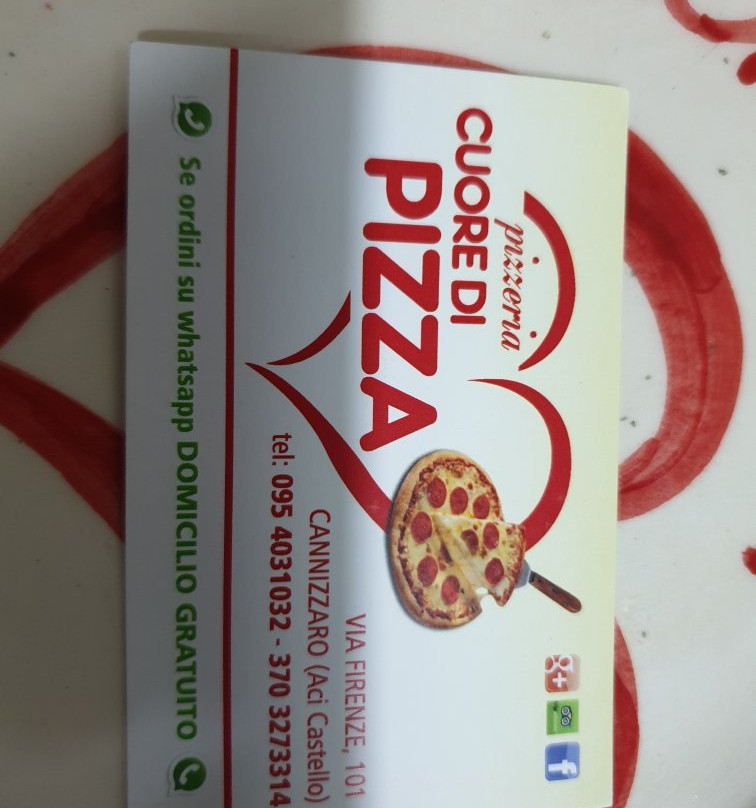 pizzeria
CUORE DI
PIZZA
VIA FIRENZE, 101
CANNIZZARO (Aci Castello)
tel: 095 4031032 - 370 3273314
Se ordini su whatsapp DOMICILIO GRATUITO